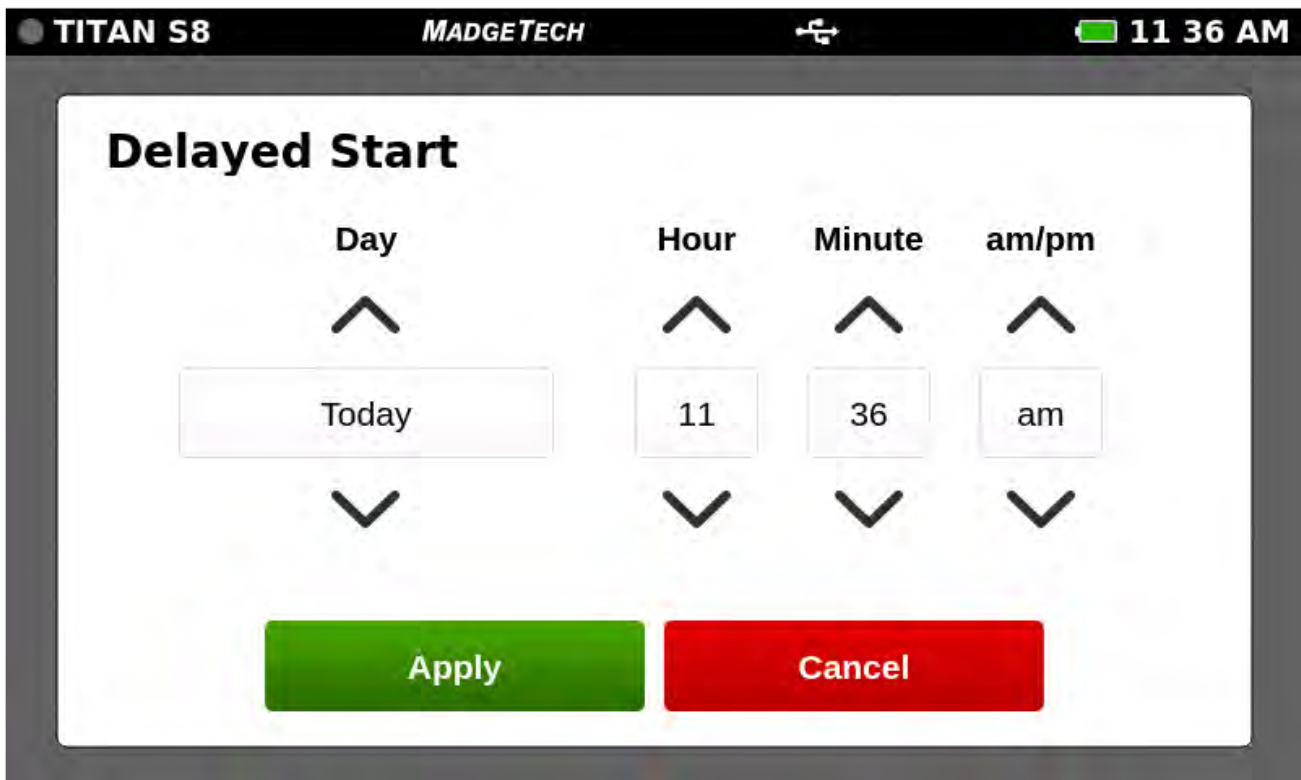 TITAN S8 MADGETECH 11 36 AM
Delayed Start
Day Hour Minute am/pm
Today 11 36 am
Apply Cancel